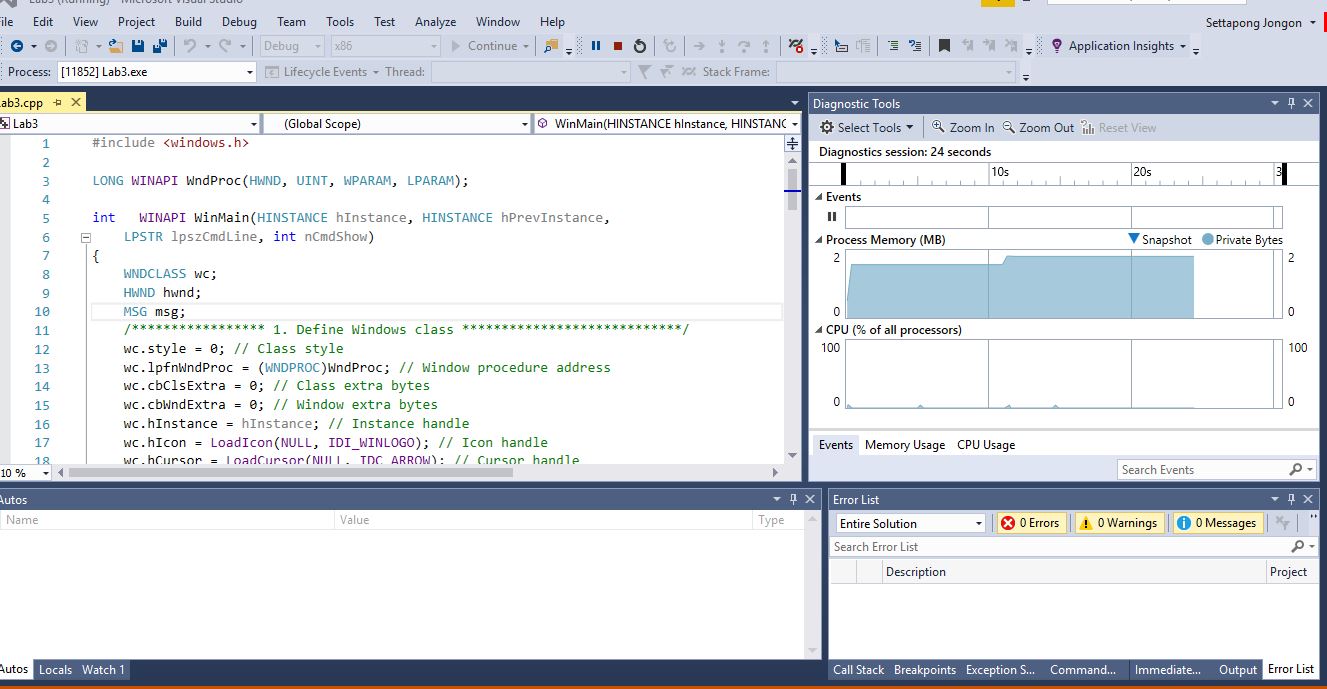 Lab3 (Running) - Microsoft Visual Studio
File Edit View Project Build Debug Team Tools Test Analyze Window Help
Settapong Jongon
Debug x86 Continue Application Insights
Process: [11852] Lab3.exe Lifecycle Events Thread: Stack Frame:
Lab3.cpp
Lab3 (Global Scope) WinMain(HINSTANCE hInstance, HINSTANC
1 #include <windows.h>
2
3 LONG WINAPI WndProc(HWND, UINT, WPARAM, LPARAM);
4
5 int WINAPI WinMain(HINSTANCE hInstance, HINSTANCE hPrevInstance,
6 LPSTR lpszCmdLine, int nCmdShow)
7 {
8 WNDCLASS wc;
9 HWND hwnd;
10 MSG msg;
11 /***************** 1. Define Windows class ****************************/
12 wc.style = 0; // Class style
13 wc.lpfnWndProc = (WNDPROC)WndProc; // Window procedure address
14 wc.cbClsExtra = 0; // Class extra bytes
15 wc.cbWndExtra = 0; // Window extra bytes
16 wc.hInstance = hInstance; // Instance handle
17 wc.hIcon = LoadIcon(NULL, IDI_WINLOGO); // Icon handle
18 wc.hCursor = LoadCursor(NULL, IDC_ARROW); // Cursor handle
10 %
Diagnostic Tools
Select Tools Zoom In Zoom Out Reset View
Diagnostics session: 24 seconds
10s 20s 3
Events
Process Memory (MB) Snapshot Private Bytes
2 2
0 0
CPU (% of all processors)
100 100
0 0
Events Memory Usage CPU Usage
Search Events
Autos
Name Value Type
Autos Locals Watch 1
Error List
Entire Solution 0 Errors 0 Warnings 0 Messages
Search Error List
Description Project
Call Stack Breakpoints Exception S... Command... Immediate... Output Error List